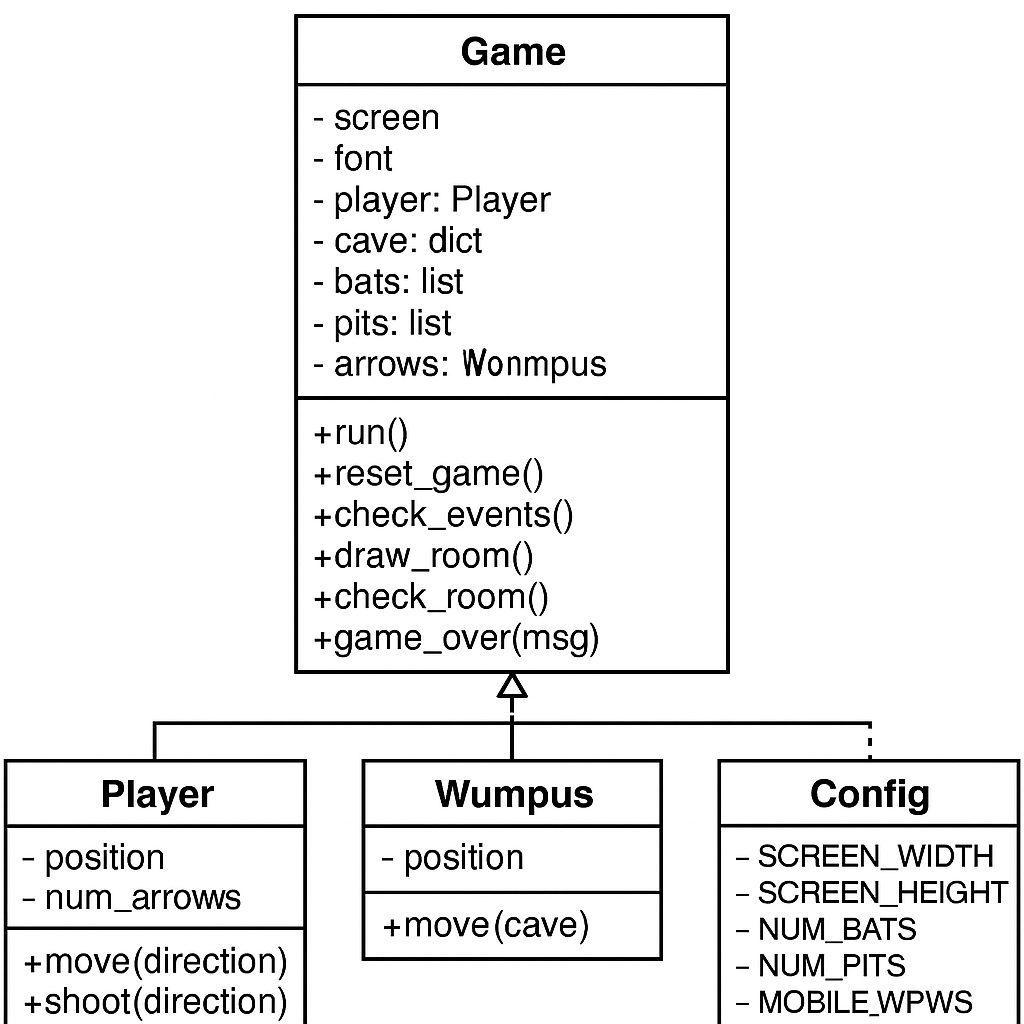 Game
- screen
- font
- player: Player
- cave: dict
- bats: list
- pits: list
- arrows: Wonmpus
+run()
+reset_game()
+check_events()
+draw_room()
+check_room()
+game_over(msg)
Player
- position
- num_arrows
+move(direction)
+shoot(direction)
Wumpus
- position
+move(cave)
Config
- SCREEN_WIDTH
- SCREEN_HEIGHT
- NUM_BATS
- NUM_PITS
- MOBILE_WPWS